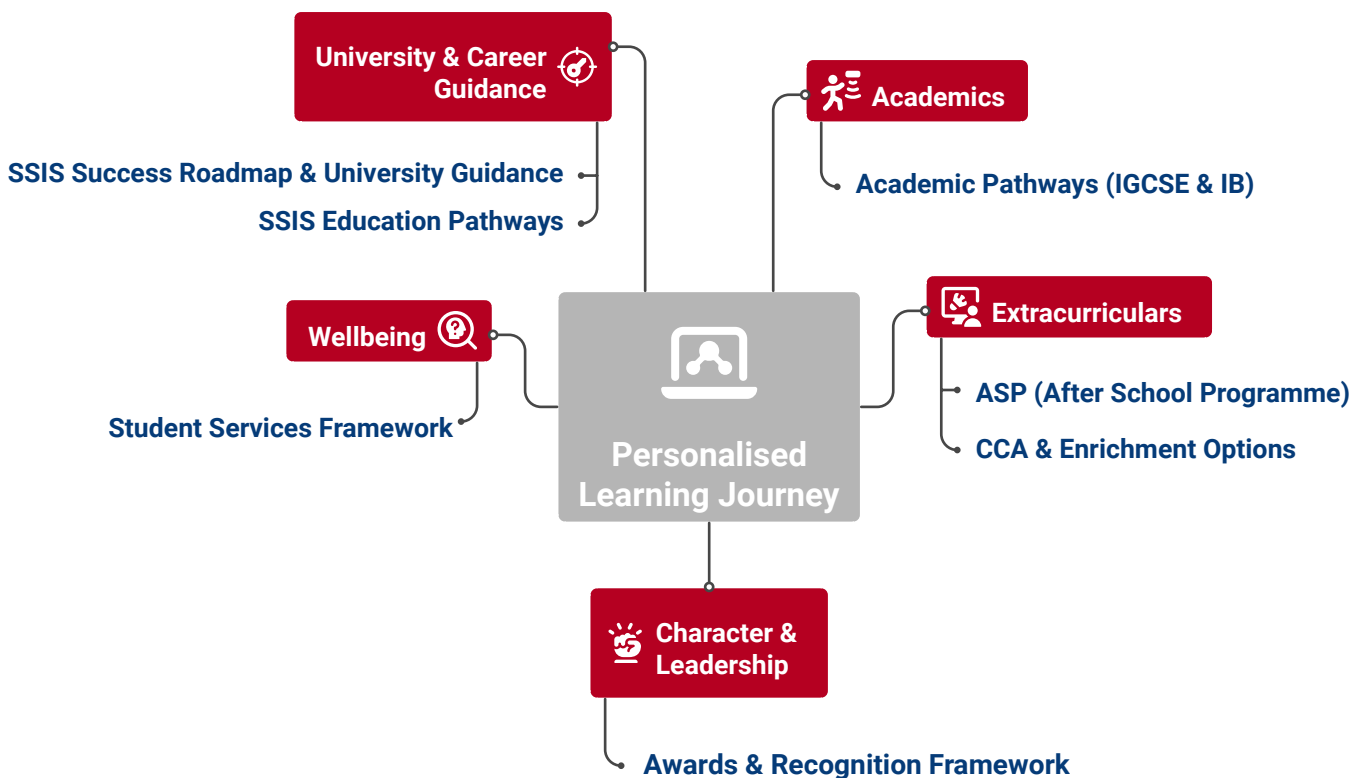 University & Career
Guidance
SSIS Success Roadmap & University Guidance
SSIS Education Pathways
Academics
Academic Pathways (IGCSE & IB)
Wellbeing
Student Services Framework
Extracurriculars
ASP (After School Programme)
CCA & Enrichment Options
Personalised
Learning Journey
Character &
Leadership
Awards & Recognition Framework